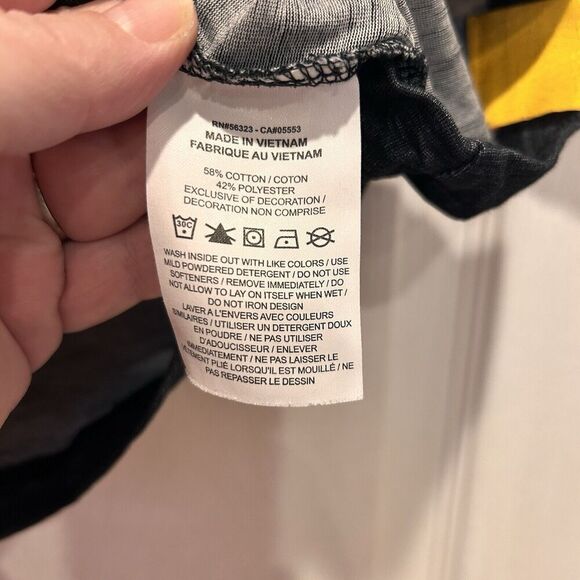 RN#56323 - CA#05553
MADE IN VIETNAM
FABRIQUE AU VIETNAM
58% COTTON / COTON
42% POLYESTER
EXCLUSIVE OF DECORATION /
DECORATION NON COMPRISE
30C
WASH INSIDE OUT WITH LIKE COLORS / USE
MILD POWDERED DETERGENT / DO NOT USE
SOFTENERS / REMOVE IMMEDIATELY / DO
NOT ALLOW TO LAY ON ITSELF WHEN WET /
DO NOT IRON DESIGN
LAVER A L'ENVERS AVEC COULEURS
SIMILAIRES / UTILISER UN DETERGENT DOUX
EN POUDRE / NE PAS UTILISER
D'ADOUCISSEUR / ENLEVER
IMMEDIATEMENT / NE PAS LAISSER LE
VÊTEMENT PLIÉ LORSQU'IL EST MOUILLÉ / NE
PAS REPASSER LE DESSIN